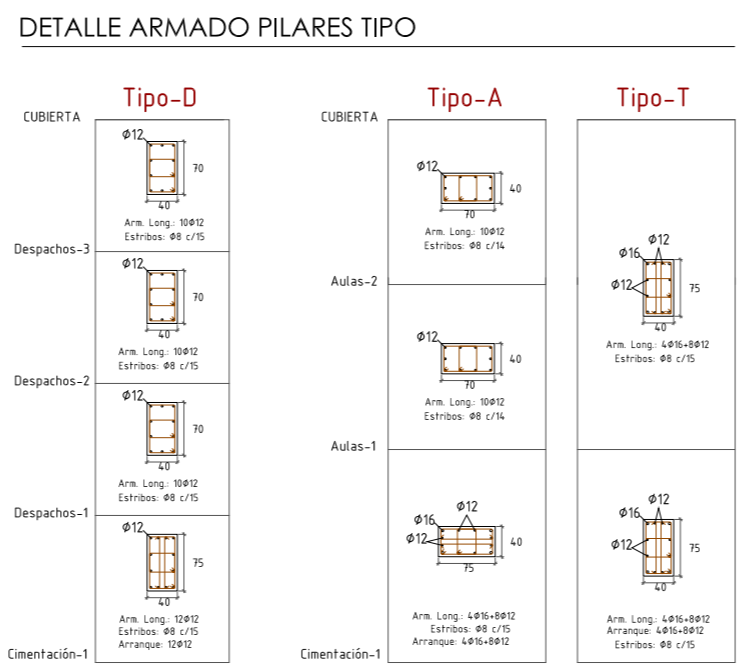 DETALLE ARMADO PILARES TIPO
Tipo-D
CUBIERTA
Ø12
70
40
Arm. Long.: 10Ø12
Estribos: Ø8 c/15
Despachos-3
Ø12
70
40
Arm. Long.: 10Ø12
Estribos: Ø8 c/15
Despachos-2
Ø12
70
40
Arm. Long.: 10Ø12
Estribos: Ø8 c/15
Despachos-1
Ø12
75
40
Arm. Long.: 12Ø12
Estribos: Ø8 c/15
Arranque: 12Ø12
Cimentación-1
Tipo-A
CUBIERTA
Ø12
40
70
Arm. Long.: 10Ø12
Estribos: Ø8 c/14
Aulas-2
Ø12
40
70
Arm. Long.: 10Ø12
Estribos: Ø8 c/14
Aulas-1
Ø12
Ø16
Ø12
40
75
Arm. Long.: 4Ø16+8Ø12
Estribos: Ø8 c/15
Arranque: 4Ø16+8Ø12
Cimentación-1
Tipo-T
Ø12
Ø16
Ø12
75
40
Arm. Long.: 4Ø16+8Ø12
Estribos: Ø8 c/15
Ø12
Ø16
Ø12
75
40
Arm. Long.: 4Ø16+8Ø12
Arranque: 4Ø16+8Ø12
Estribos: Ø8 c/15